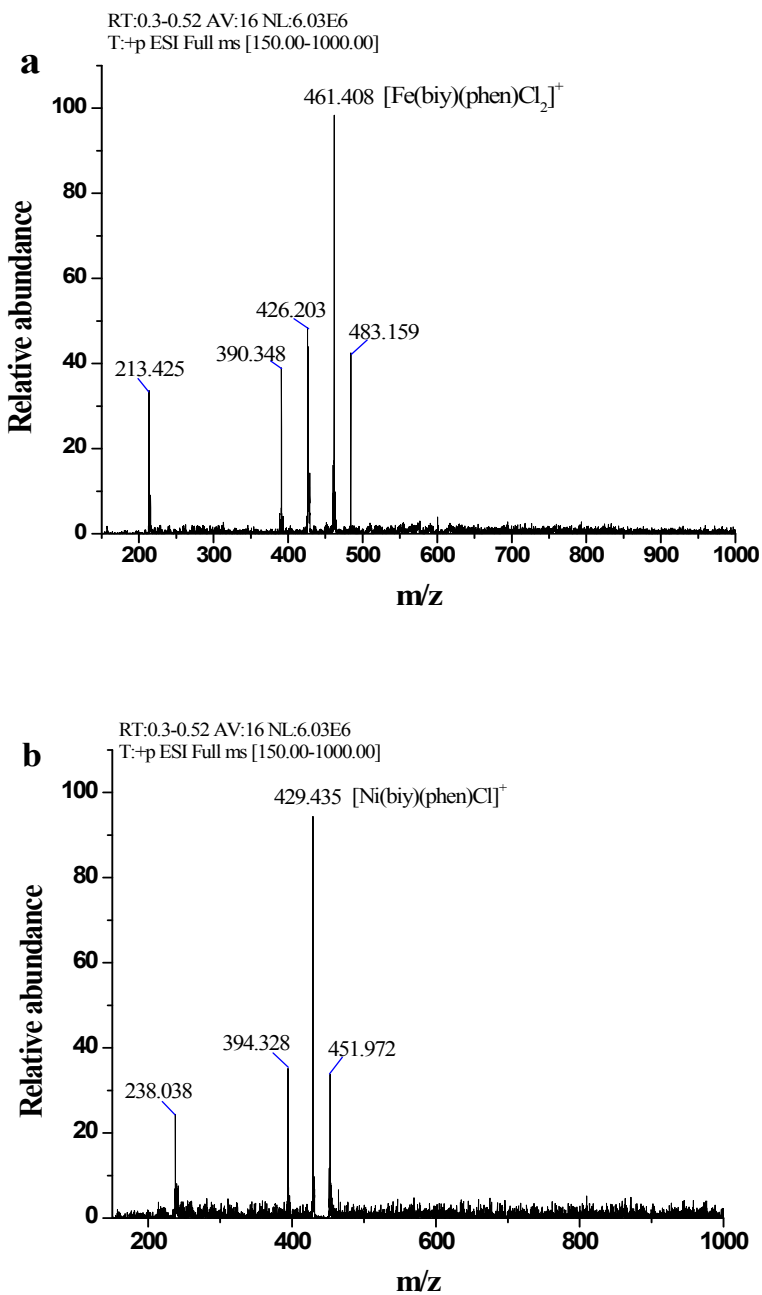 RT:0.3-0.52 AV:16 NL:6.03E6
T:+p ESI Full ms [150.00-1000.00]
a
461.408 [Fe(biy)(phen)Cl₂]⁺
100
80
60
40
20
0
426.203
483.159
390.348
213.425
Relative abundance
200 300 400 500 600 700 800 900 1000
m/z
RT:0.3-0.52 AV:16 NL:6.03E6
T:+p ESI Full ms [150.00-1000.00]
b
429.435 [Ni(biy)(phen)Cl]⁺
100
80
60
40
20
0
394.328
451.972
238.038
Relative abundance
200 400 600 800 1000
m/z